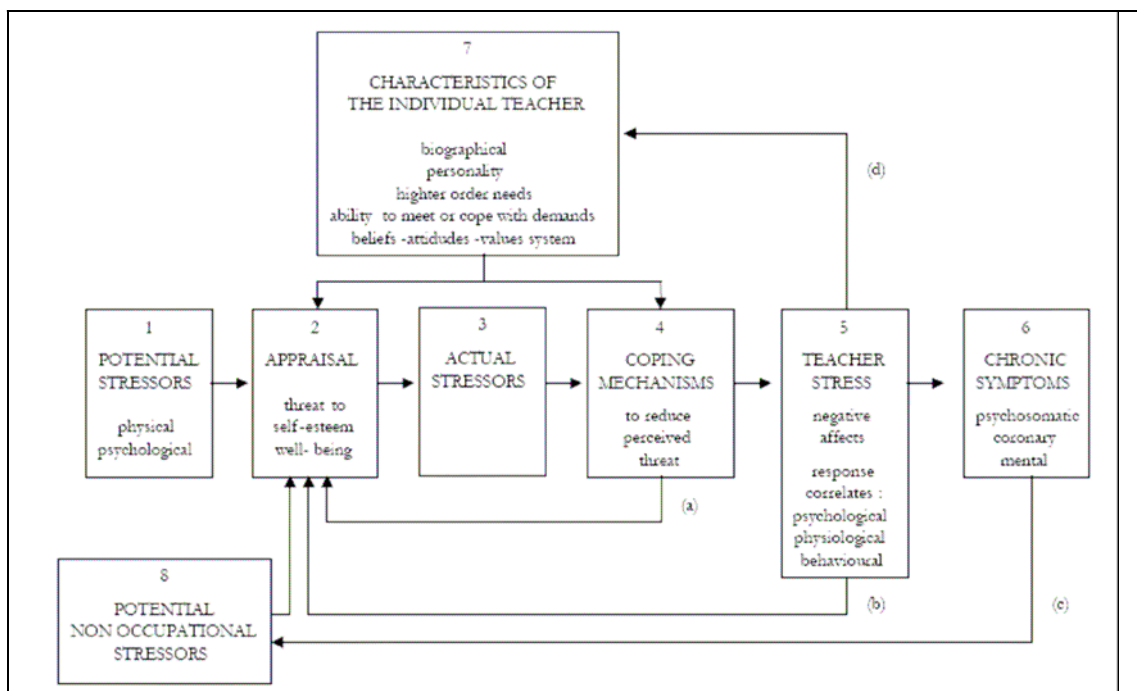 7
CHARACTERISTICS OF
THE INDIVIDUAL TEACHER
biographical
personality
highter order needs
ability to meet or cope with demands
beliefs -attidudes -values system
(d)
1
POTENTIAL
STRESSORS
physical
psychological
2
APPRAISAL
threat to
self-esteem
well- being
3
ACTUAL
STRESSORS
4
COPING
MECHANISMS
to reduce
perceived
threat
5
TEACHER
STRESS
negative
affects
response
correlates :
psychological
physiological
behavioural
6
CHRONIC
SYMPTOMS
psychosomatic
coronary
mental
(a)
(b)
(c)
8
POTENTIAL
NON OCCUPATIONAL
STRESSORS